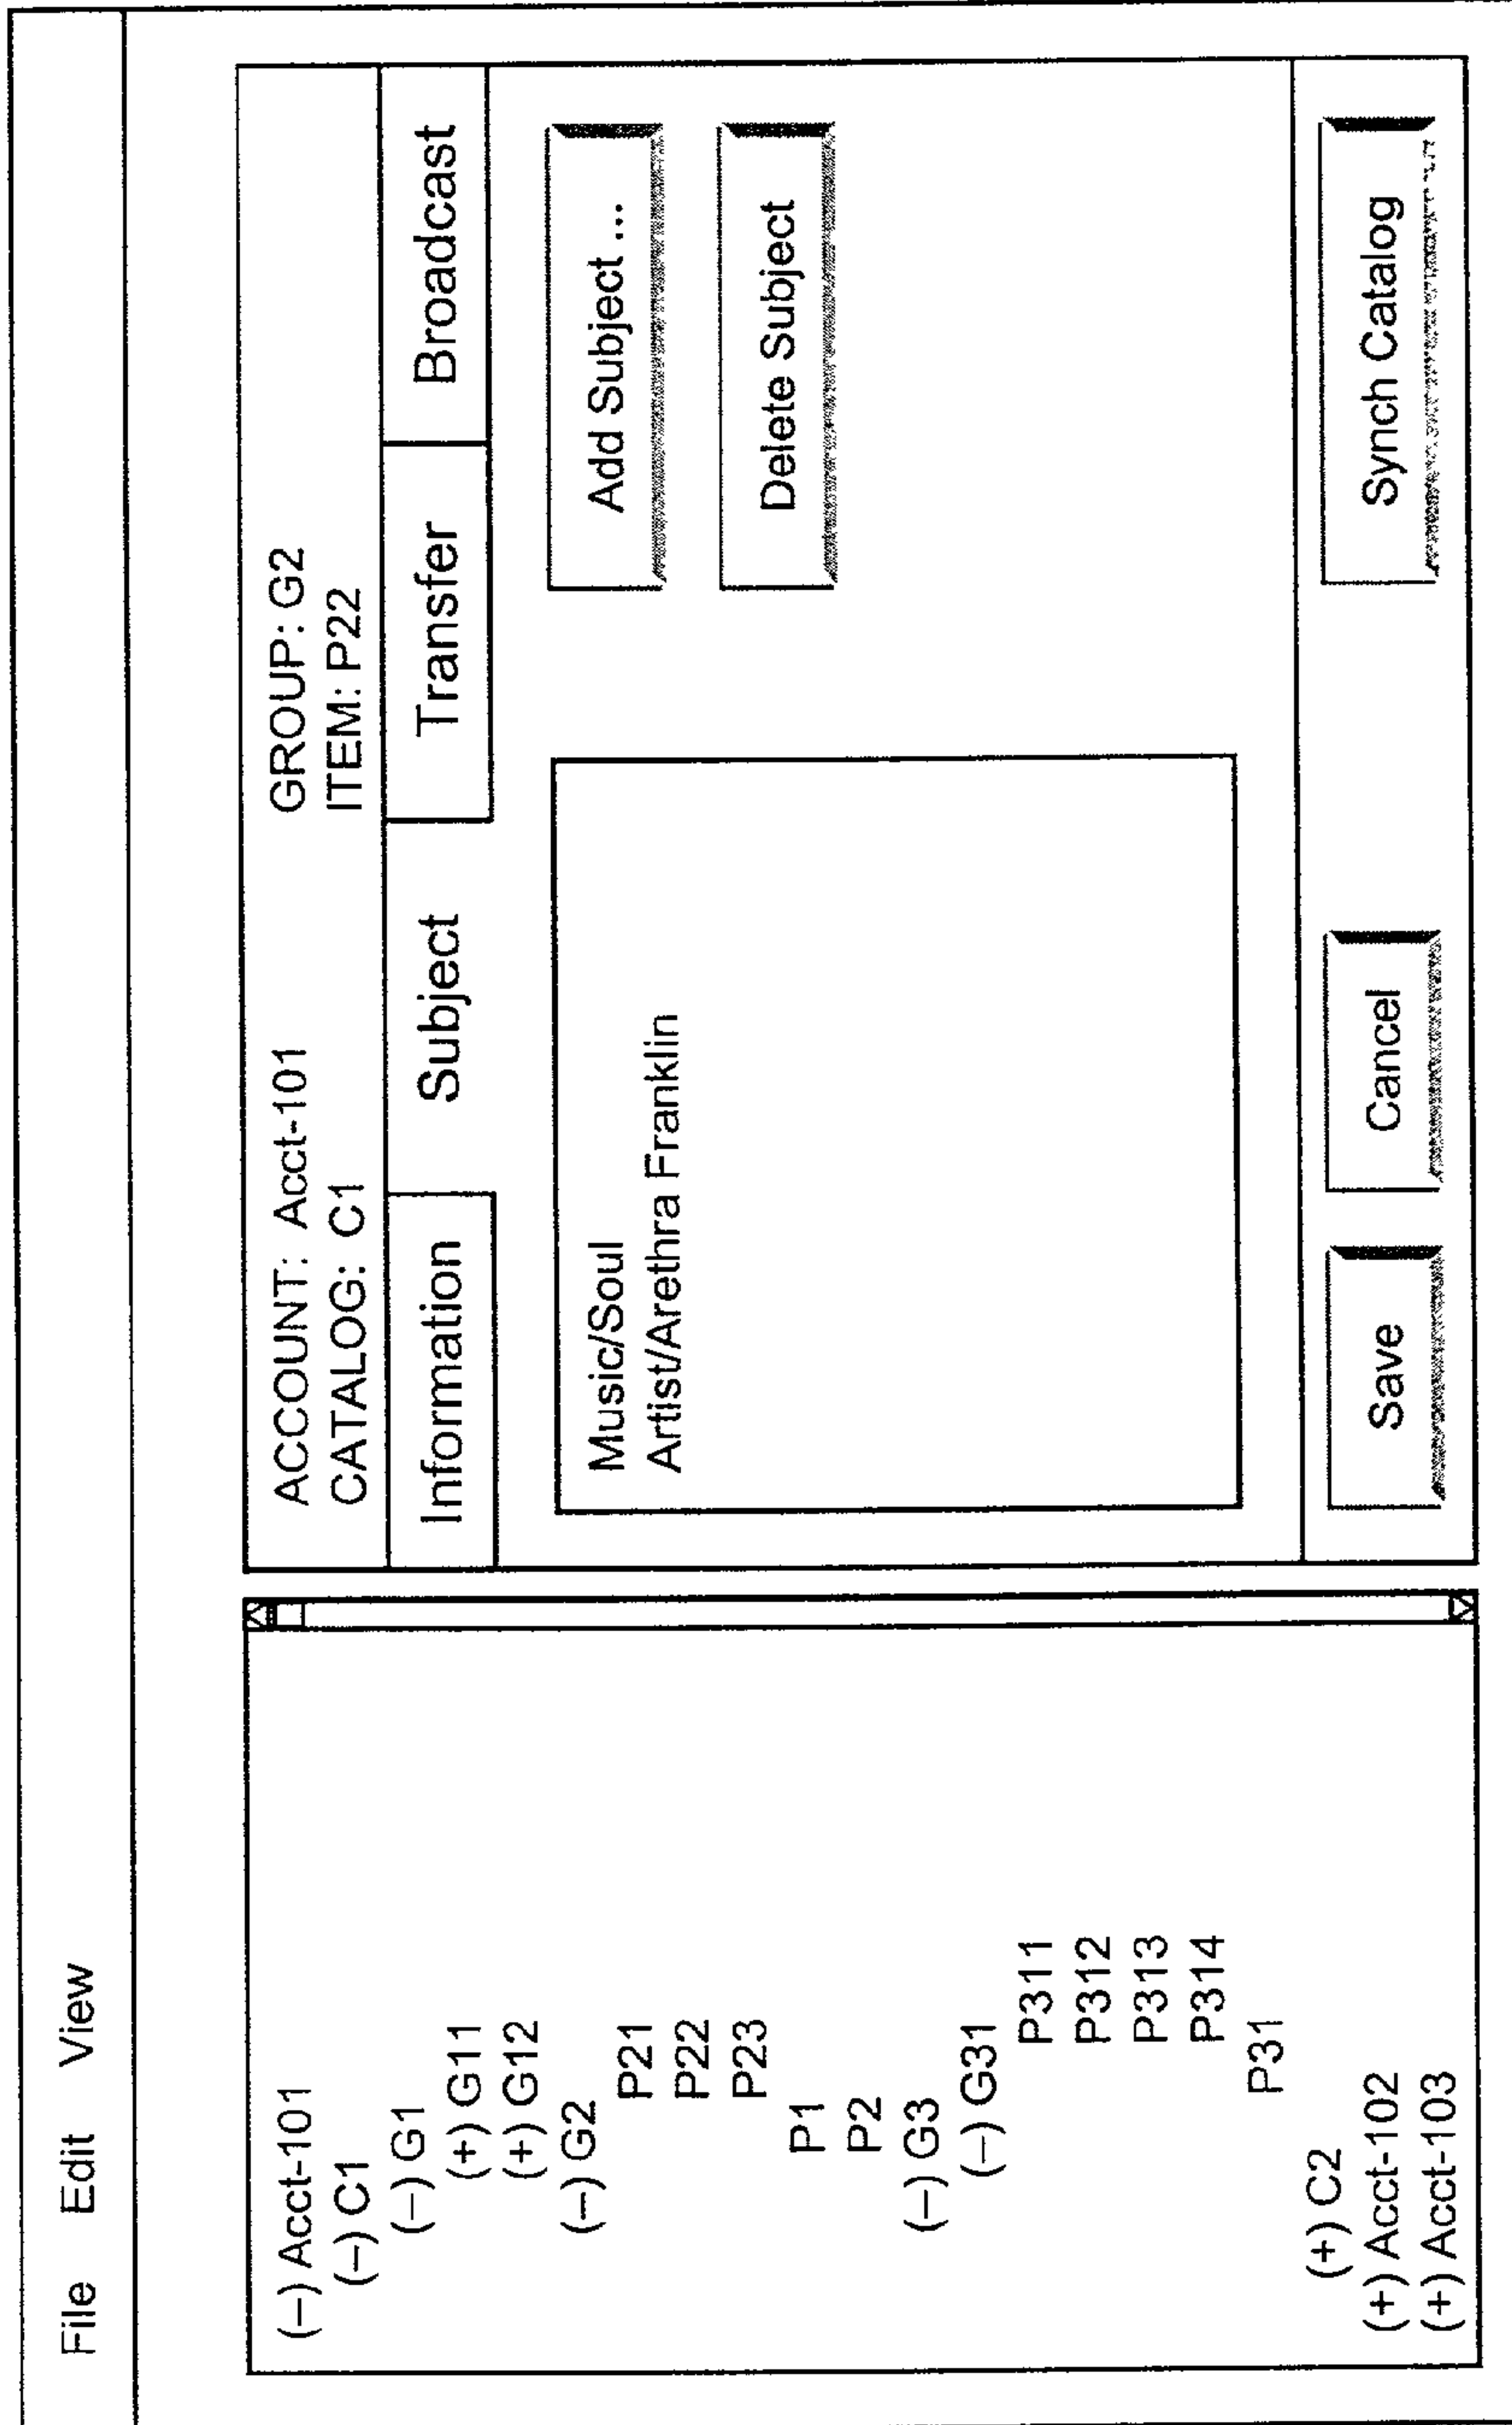 File Edit View
(–) Acct-101
(–) C1
(–) G1
(+) G11
(+) G12
(–) G2
P21
P22
P23
P1
P2
(–) G3
(–) G31
P311
P312
P313
P314
P31
(+) C2
(+) Acct-102
(+) Acct-103
ACCOUNT: Acct-101 GROUP: G2
CATALOG: C1 ITEM: P22
Information Subject Transfer Broadcast
Music/Soul
Artist/Arethra Franklin
Add Subject ...
Delete Subject
Save Cancel Synch Catalog